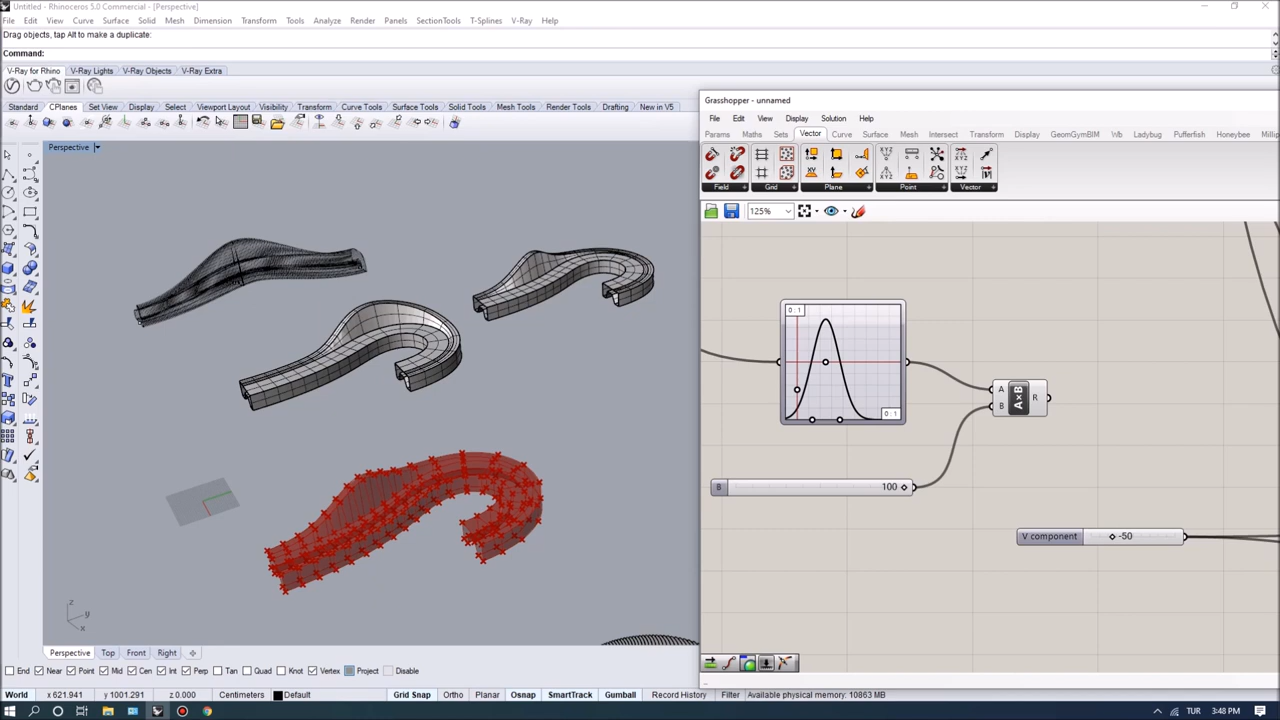 Untitled - Rhinoceros 5.0 Commercial - [Perspective]
File Edit View Curve Surface Solid Mesh Dimension Transform Tools Analyze Render Panels SectionTools T-Splines V-Ray Help
Drag objects, tap Alt to make a duplicate:
Command:
V-Ray for Rhino V-Ray Lights V-Ray Objects V-Ray Extra
Standard CPlanes Set View Display Select Viewport Layout Visibility Transform Curve Tools Surface Tools Solid Tools Mesh Tools Render Tools Drafting New in V5
Perspective
Grasshopper - unnamed
File Edit View Display Solution Help
Params Maths Sets Vector Curve Surface Mesh Intersect Transform Display GeomGymBIM Wb Ladybug Pufferfish Honeybee
Field Grid Plane Point Vector
125%
0 : 1
0 : 1
A
B
A×B
R
B 100
V component -50
z
y
x
Perspective Top Front Right
End Near Point Mid Cen Int Perp Tan Quad Knot Vertex Project Disable
World x 621.941 y 1001.291 z 0.000 Centimeters Default Grid Snap Ortho Planar Osnap SmartTrack Gumball Record History Filter Available physical memory: 10863 MB
TUR 3:48 PM